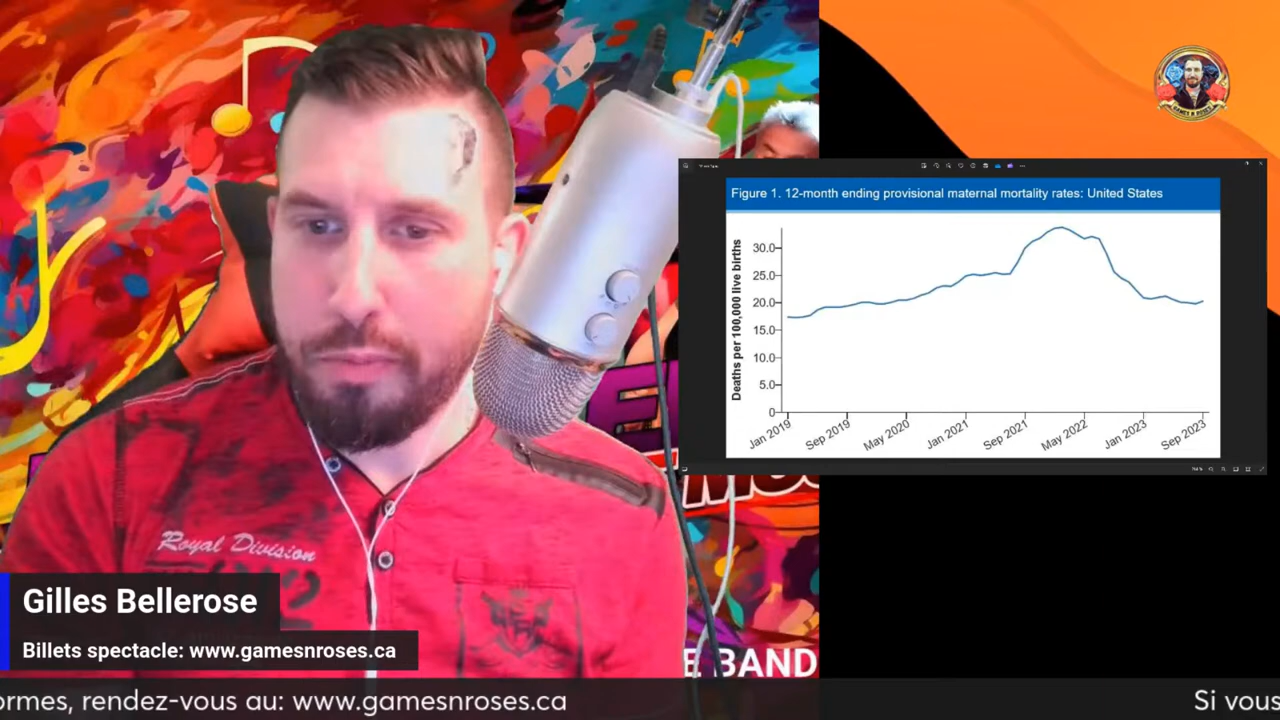 Figure 1. 12-month ending provisional maternal mortality rates: United States
Deaths per 100,000 live births
30.0
25.0
20.0
15.0
10.0
5.0
0
Jan 2019
Sep 2019
May 2020
Jan 2021
Sep 2021
May 2022
Jan 2023
Sep 2023
Royal Division
GAMES N ROSES
E BAND
Gilles Bellerose
Billets spectacle: www.gamesnroses.ca
ormes, rendez-vous au: www.gamesnroses.ca
Si vous